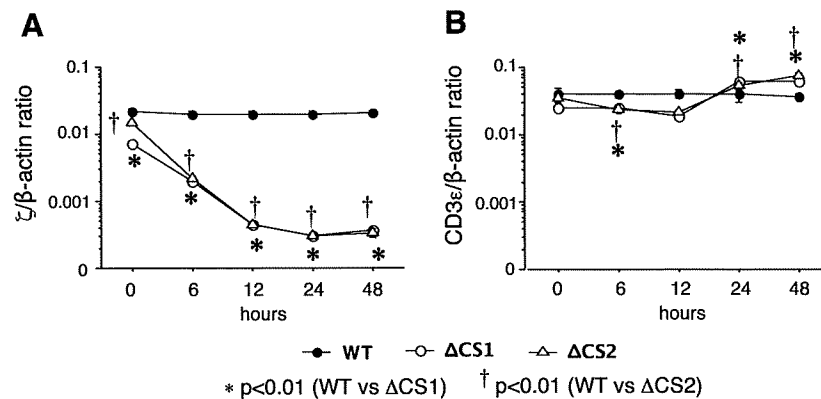 A
B
ζ/β-actin ratio
0.1
0.01
0.001
0
†
*
†
*
†
*
†
*
†
*
0 6 12 24 48
hours
CD3ε/β-actin ratio
0.1
0.01
0.001
0
†
*
*
†
†
*
0 6 12 24 48
hours
WT ΔCS1 ΔCS2
* p<0.01 (WT vs ΔCS1) † p<0.01 (WT vs ΔCS2)